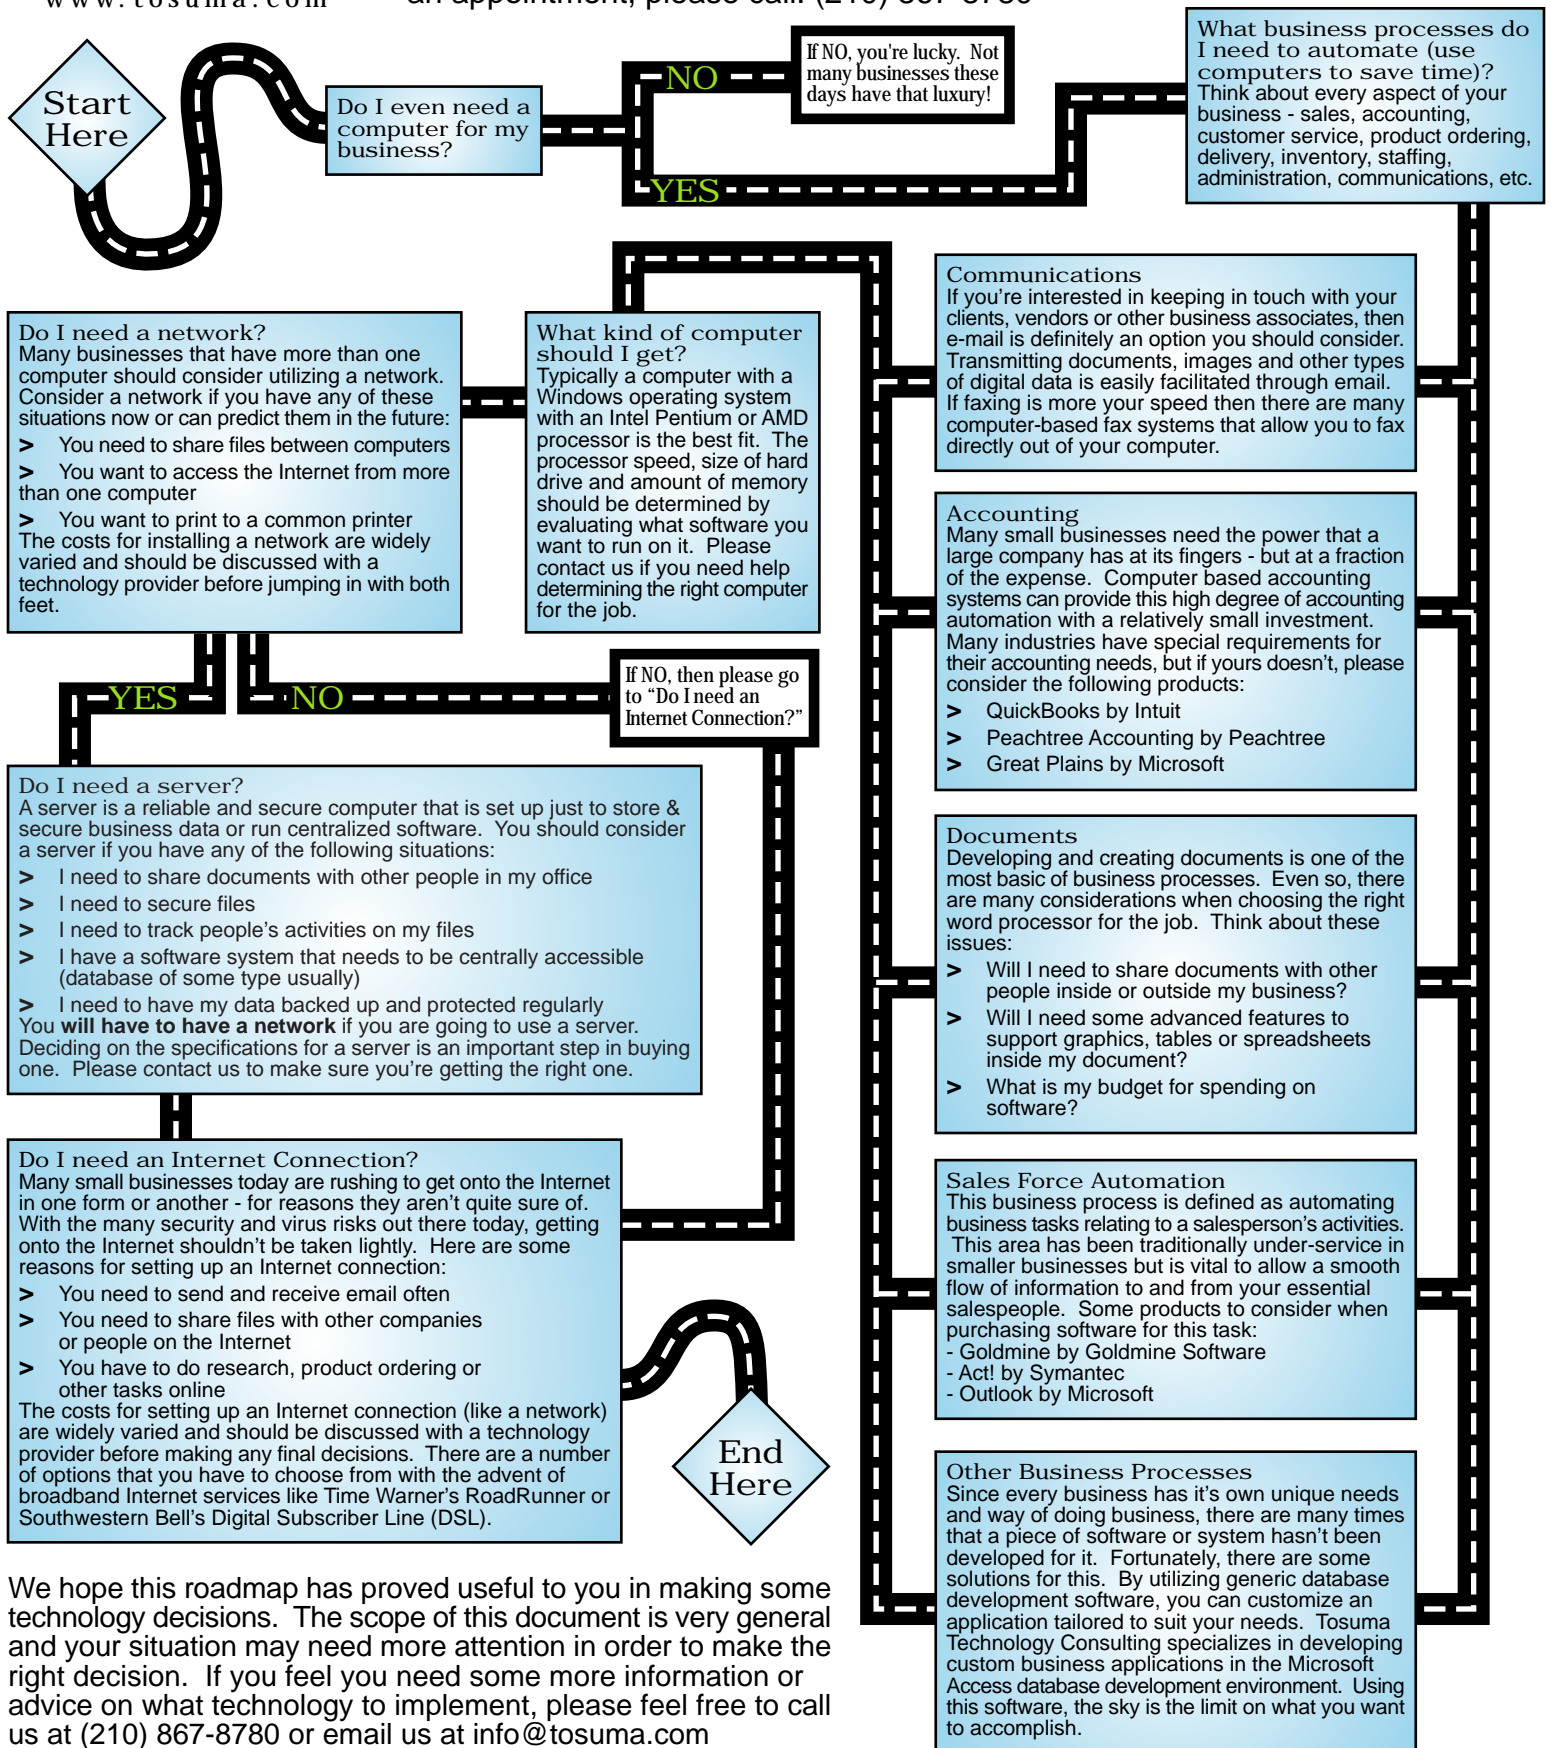 www.tosuma.com
an appointment, please call: (210) 867-8780
Start
Here
Do I even need a
computer for my
business?
NO
If NO, you're lucky. Not
many businesses these
days have that luxury!
YES
What business processes do
I need to automate (use
computers to save time)?
Think about every aspect of your
business - sales, accounting,
customer service, product ordering,
delivery, inventory, staffing,
administration, communications, etc.
Communications
If you're interested in keeping in touch with your
clients, vendors or other business associates, then
e-mail is definitely an option you should consider.
Transmitting documents, images and other types
of digital data is easily facilitated through email.
If faxing is more your speed then there are many
computer-based fax systems that allow you to fax
directly out of your computer.
Accounting
Many small businesses need the power that a
large company has at its fingers - but at a fraction
of the expense. Computer based accounting
systems can provide this high degree of accounting
automation with a relatively small investment.
Many industries have special requirements for
their accounting needs, but if yours doesn't, please
consider the following products:
> QuickBooks by Intuit
> Peachtree Accounting by Peachtree
> Great Plains by Microsoft
Documents
Developing and creating documents is one of the
most basic of business processes. Even so, there
are many considerations when choosing the right
word processor for the job. Think about these
issues:
> Will I need to share documents with other
people inside or outside my business?
> Will I need some advanced features to
support graphics, tables or spreadsheets
inside my document?
> What is my budget for spending on
software?
Sales Force Automation
This business process is defined as automating
business tasks relating to a salesperson's activities.
This area has been traditionally under-service in
smaller businesses but is vital to allow a smooth
flow of information to and from your essential
salespeople. Some products to consider when
purchasing software for this task:
- Goldmine by Goldmine Software
- Act! by Symantec
- Outlook by Microsoft
Other Business Processes
Since every business has it's own unique needs
and way of doing business, there are many times
that a piece of software or system hasn't been
developed for it. Fortunately, there are some
solutions for this. By utilizing generic database
development software, you can customize an
application tailored to suit your needs. Tosuma
Technology Consulting specializes in developing
custom business applications in the Microsoft
Access database development environment. Using
this software, the sky is the limit on what you want
to accomplish.
What kind of computer
should I get?
Typically a computer with a
Windows operating system
with an Intel Pentium or AMD
processor is the best fit. The
processor speed, size of hard
drive and amount of memory
should be determined by
evaluating what software you
want to run on it. Please
contact us if you need help
determining the right computer
for the job.
Do I need a network?
Many businesses that have more than one
computer should consider utilizing a network.
Consider a network if you have any of these
situations now or can predict them in the future:
> You need to share files between computers
> You want to access the Internet from more
than one computer
> You want to print to a common printer
The costs for installing a network are widely
varied and should be discussed with a
technology provider before jumping in with both
feet.
YES
NO
If NO, then please go
to “Do I need an
Internet Connection?”
Do I need a server?
A server is a reliable and secure computer that is set up just to store &
secure business data or run centralized software. You should consider
a server if you have any of the following situations:
> I need to share documents with other people in my office
> I need to secure files
> I need to track people's activities on my files
> I have a software system that needs to be centrally accessible
(database of some type usually)
> I need to have my data backed up and protected regularly
You will have to have a network if you are going to use a server.
Deciding on the specifications for a server is an important step in buying
one. Please contact us to make sure you're getting the right one.
Do I need an Internet Connection?
Many small businesses today are rushing to get onto the Internet
in one form or another - for reasons they aren't quite sure of.
With the many security and virus risks out there today, getting
onto the Internet shouldn't be taken lightly. Here are some
reasons for setting up an Internet connection:
> You need to send and receive email often
> You need to share files with other companies
or people on the Internet
> You have to do research, product ordering or
other tasks online
The costs for setting up an Internet connection (like a network)
are widely varied and should be discussed with a technology
provider before making any final decisions. There are a number
of options that you have to choose from with the advent of
broadband Internet services like Time Warner's RoadRunner or
Southwestern Bell's Digital Subscriber Line (DSL).
End
Here
We hope this roadmap has proved useful to you in making some
technology decisions. The scope of this document is very general
and your situation may need more attention in order to make the
right decision. If you feel you need some more information or
advice on what technology to implement, please feel free to call
us at (210) 867-8780 or email us at info@tosuma.com